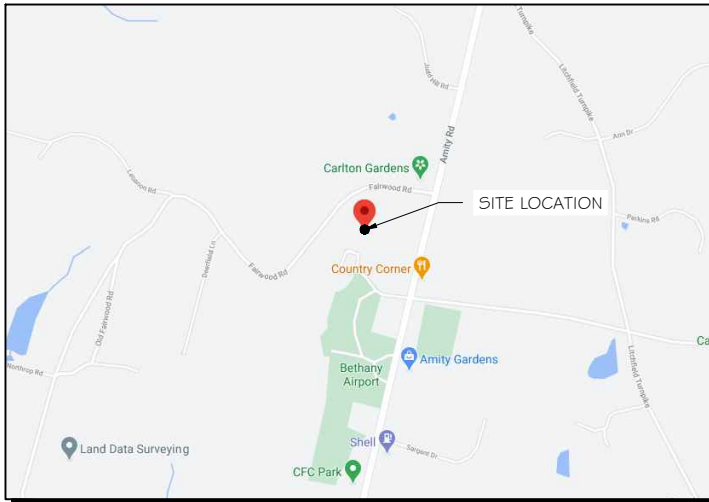 Turnpike
Litchfield Turnpike
Judd Hill Rd
Ann Dr
Amity Rd
Carlton Gardens
Lebanon Rd
Fairwood Rd
SITE LOCATION
Perkins Rd
Deerfield Ln
Fairwood Rd
Country Corner
Old Fairwood Rd
Ca
Litchfield Turnpike
Northrop Rd
Amity Gardens
Bethany
Airport
Land Data Surveying
Shell
Sargent Dr
CFC Park